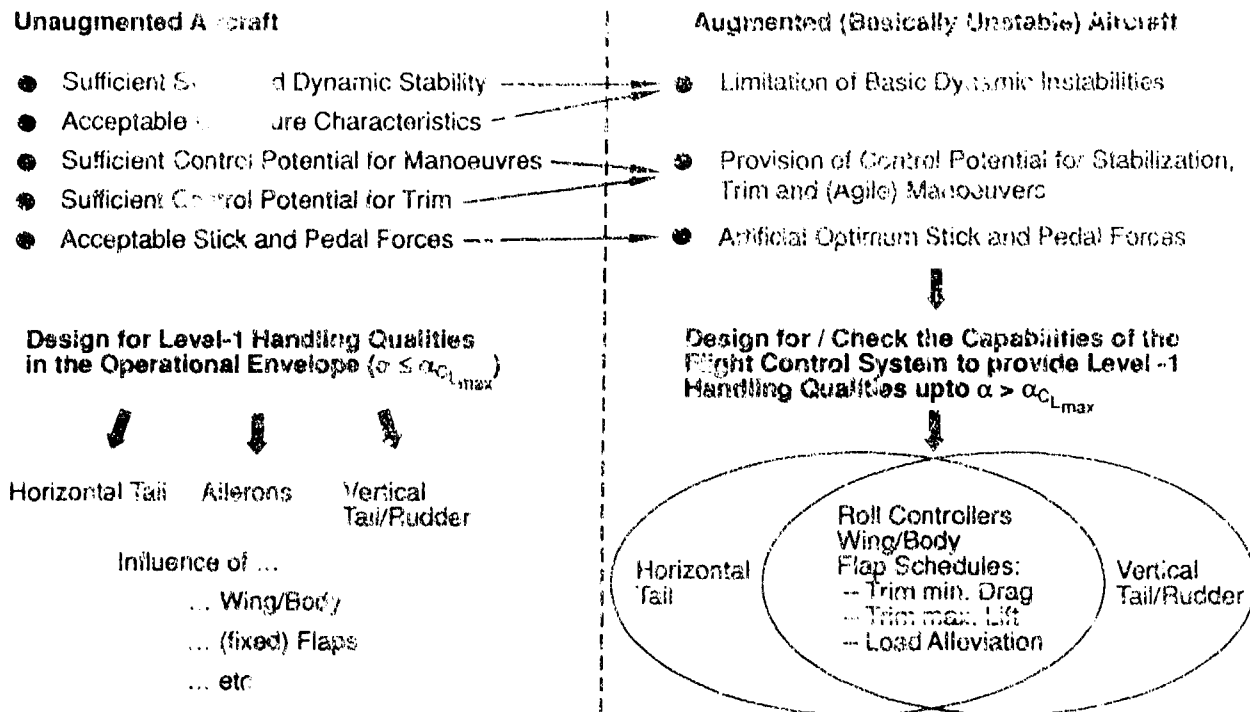 Unaugmented A craft
● Sufficient S d Dynamic Stability
● Acceptable ure Characteristics
● Sufficient Control Potential for Manoeuvres
● Sufficient Control Potential for Trim
● Acceptable Stick and Pedal Forces
Design for Level-1 Handling Qualities
in the Operational Envelope (α ≤ αCLmax)
Horizontal Tail Ailerons Vertical
Tail/Rudder
Influence of ...
... Wing/Body
... (fixed) Flaps
... etc
Augmented (Basically Unstable) Aircraft
● Limitation of Basic Dynamic Instabilities
● Provision of Control Potential for Stabilization,
Trim and (Agile) Manoeuvers
● Artificial Optimum Stick and Pedal Forces
Design for / Check the Capabilities of the
Flight Control System to provide Level -1
Handling Qualities upto α > αCLmax
Horizontal
Tail
Roll Controllers
Wing/Body
Flap Schedules:
-- Trim min. Drag
-- Trim max. Lift
-- Load Alleviation
Vertical
Tail/Rudder